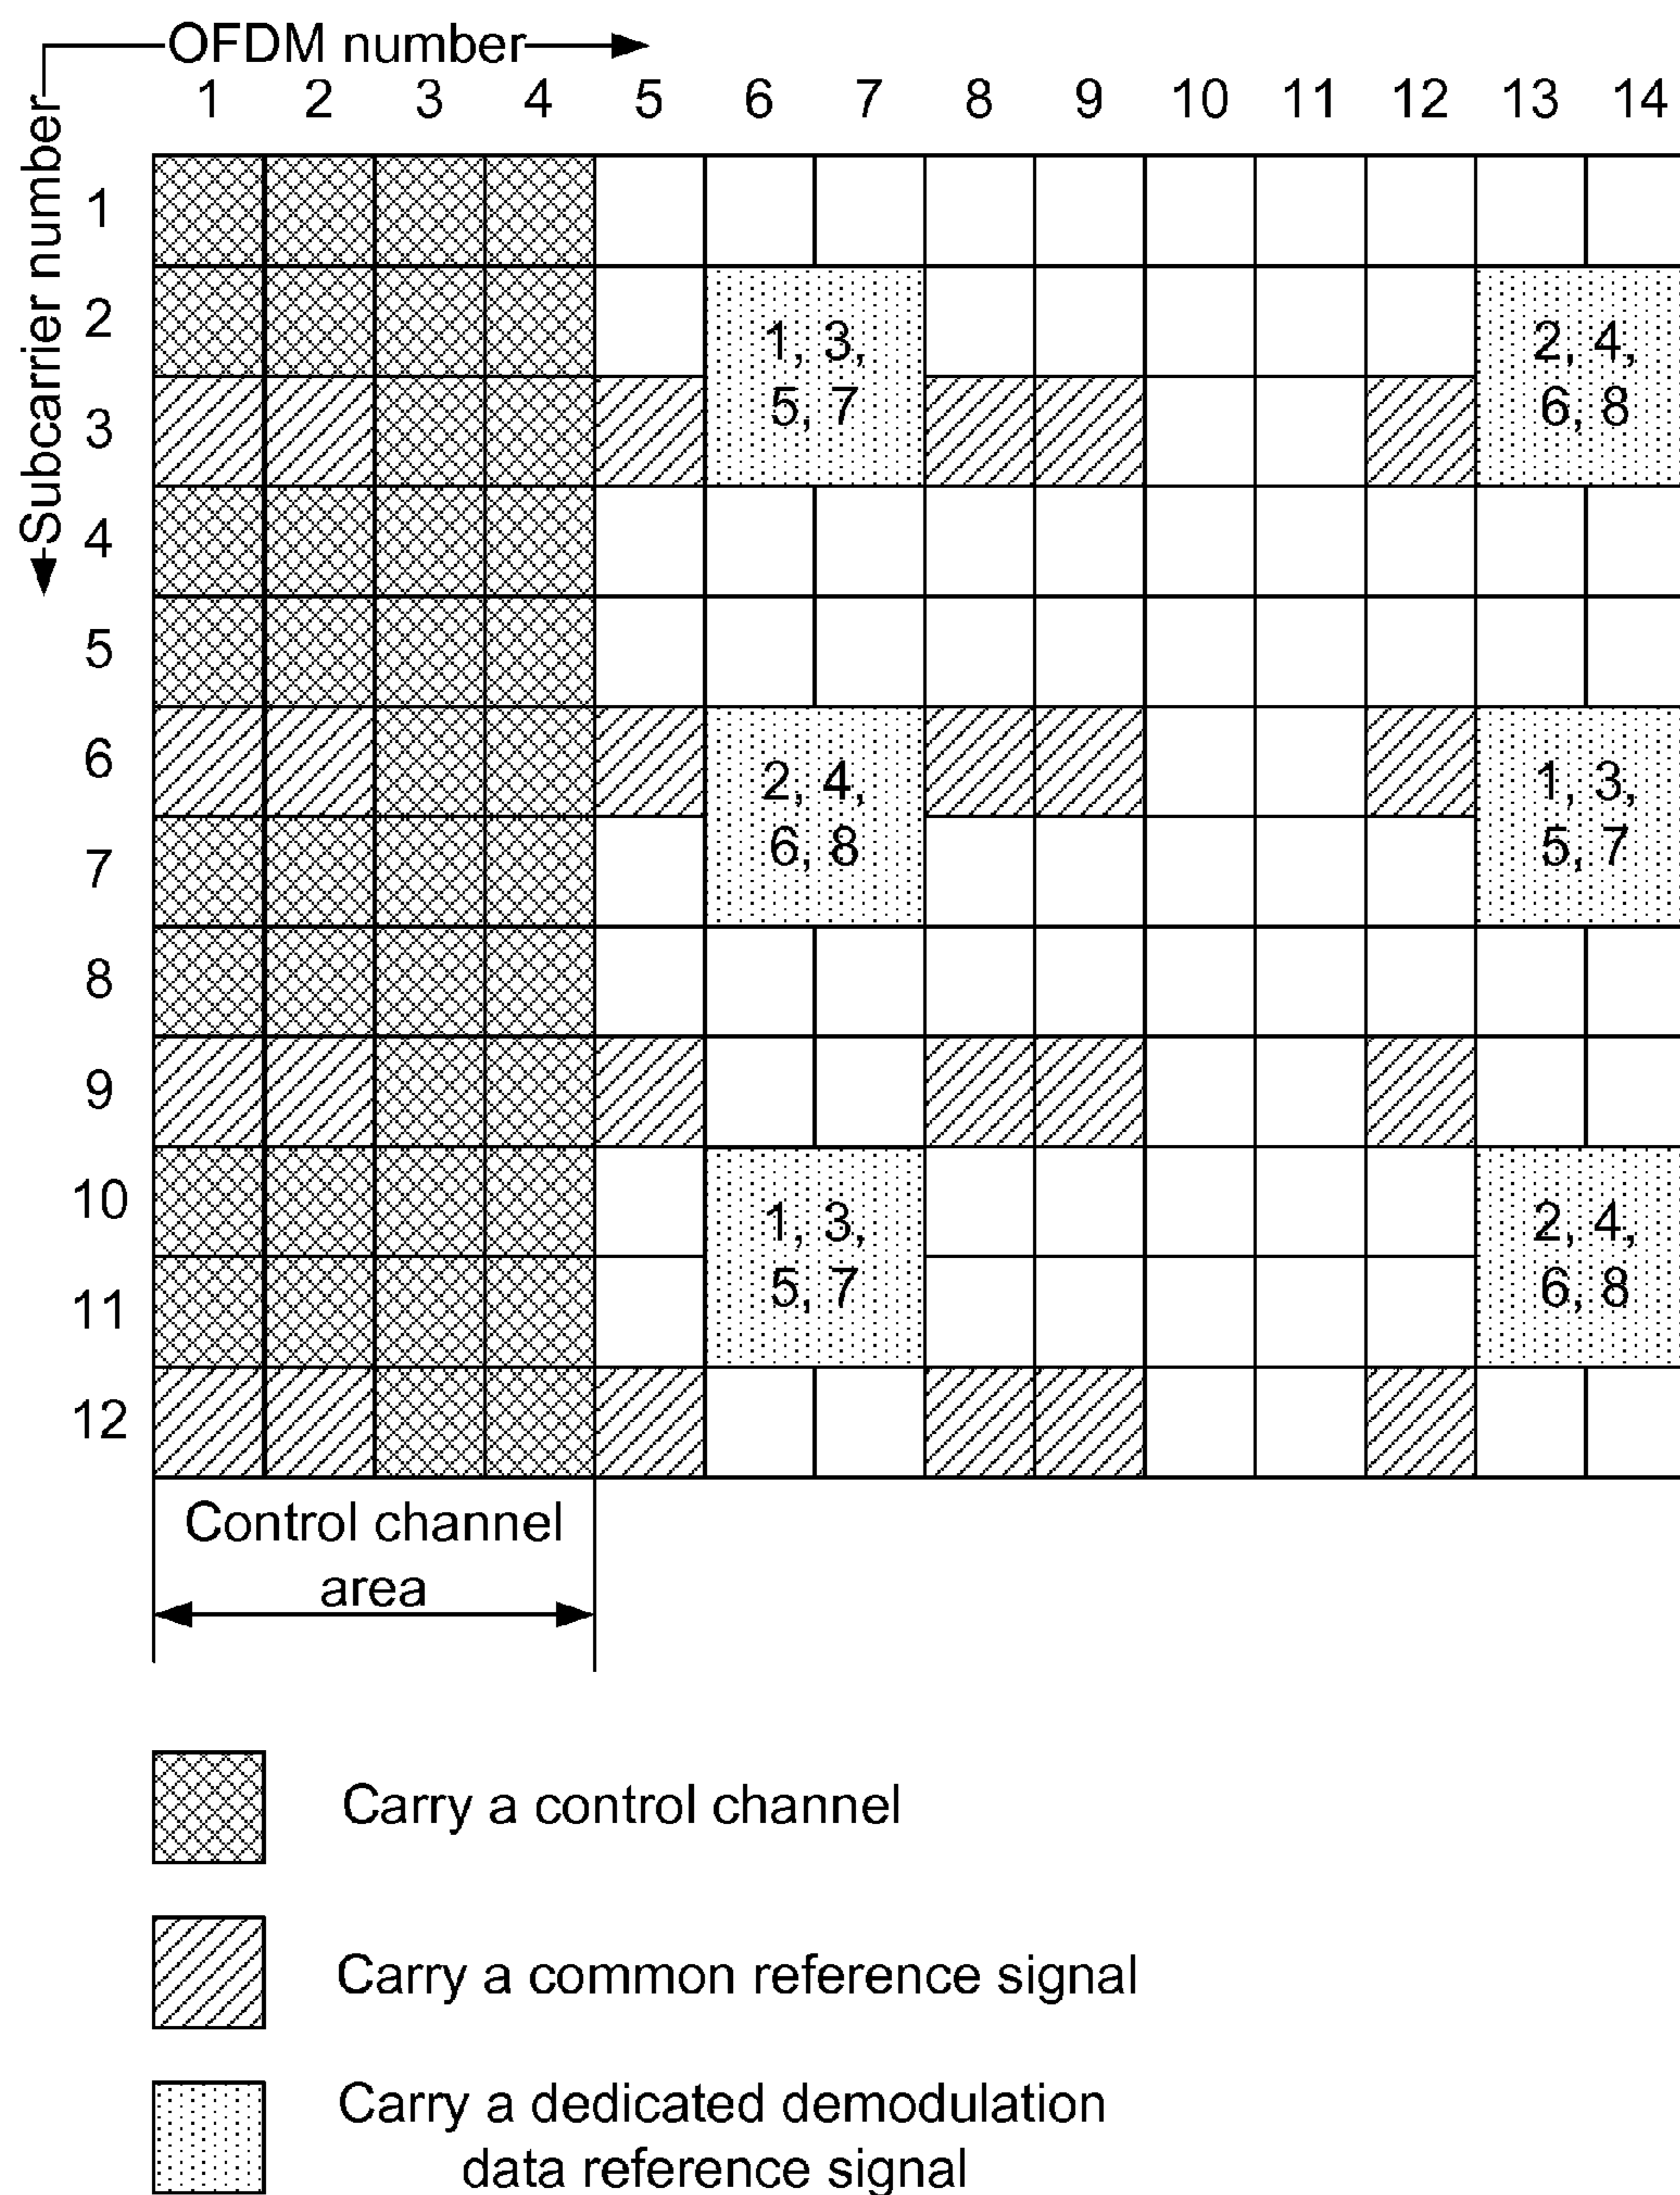 OFDM number
Subcarrier number
1 2 3 4 5 6 7 8 9 10 11 12 13 14
1
2
1, 3, 2, 4,
5, 7 6, 8
3
4
5
6
2, 4, 1, 3,
6, 8 5, 7
7
8
9
10
1, 3, 2, 4,
5, 7 6, 8
11
12
Control channel
area
Carry a control channel
Carry a common reference signal
Carry a dedicated demodulation
data reference signal